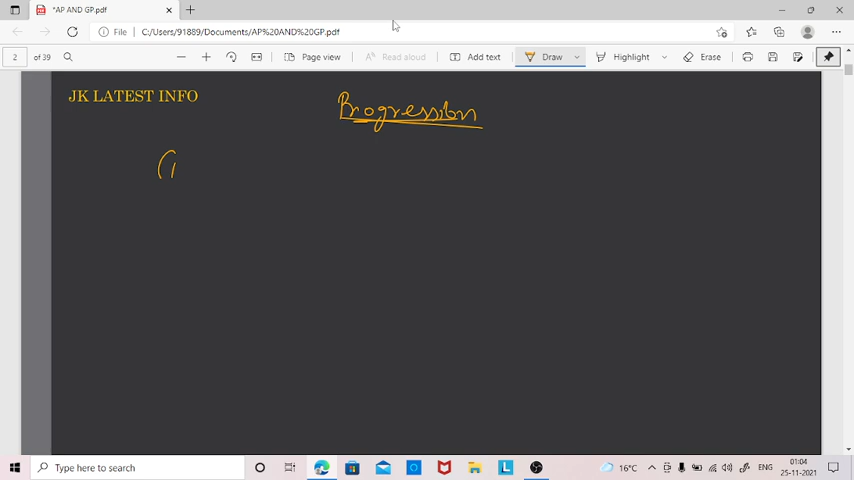 *AP AND GP.pdf
File C:/Users/91889/Documents/AP%20AND%20GP.pdf
2 of 39 Page view Read aloud Add text Draw Highlight Erase
JK LATEST INFO
Progression
(1
Type here to search
16°C ENG 01:04
25-11-2021